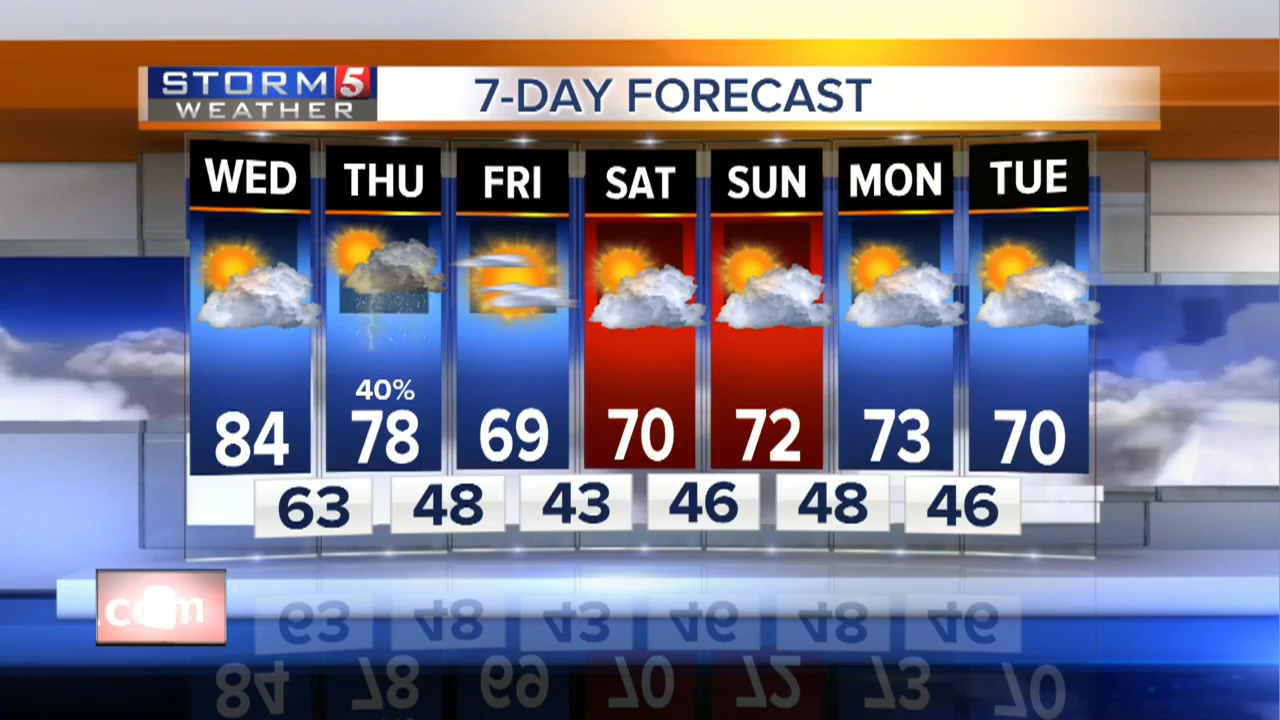 STORM 5
WEATHER
7-DAY FORECAST
WED THU FRI SAT SUN MON TUE
40%
84 78 69 70 72 73 70
63 48 43 46 48 46
.com